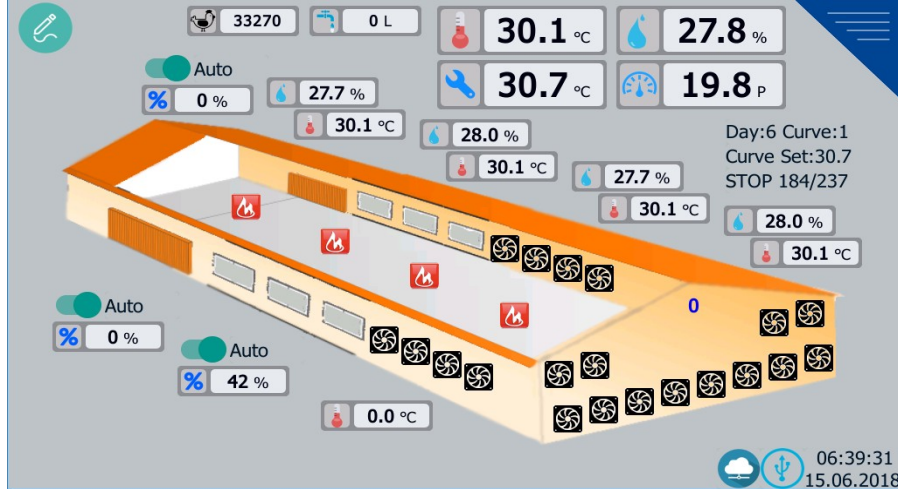 33270
0 L
30.1 °C
27.8 %
30.7 °C
19.8 P
Auto
% 0 %
27.7 %
30.1 °C
28.0 %
30.1 °C
27.7 %
30.1 °C
28.0 %
30.1 °C
Day:6 Curve:1
Curve Set:30.7
STOP 184/237
0
Auto
% 0 %
Auto
% 42 %
0.0 °C
06:39:31
15.06.2018